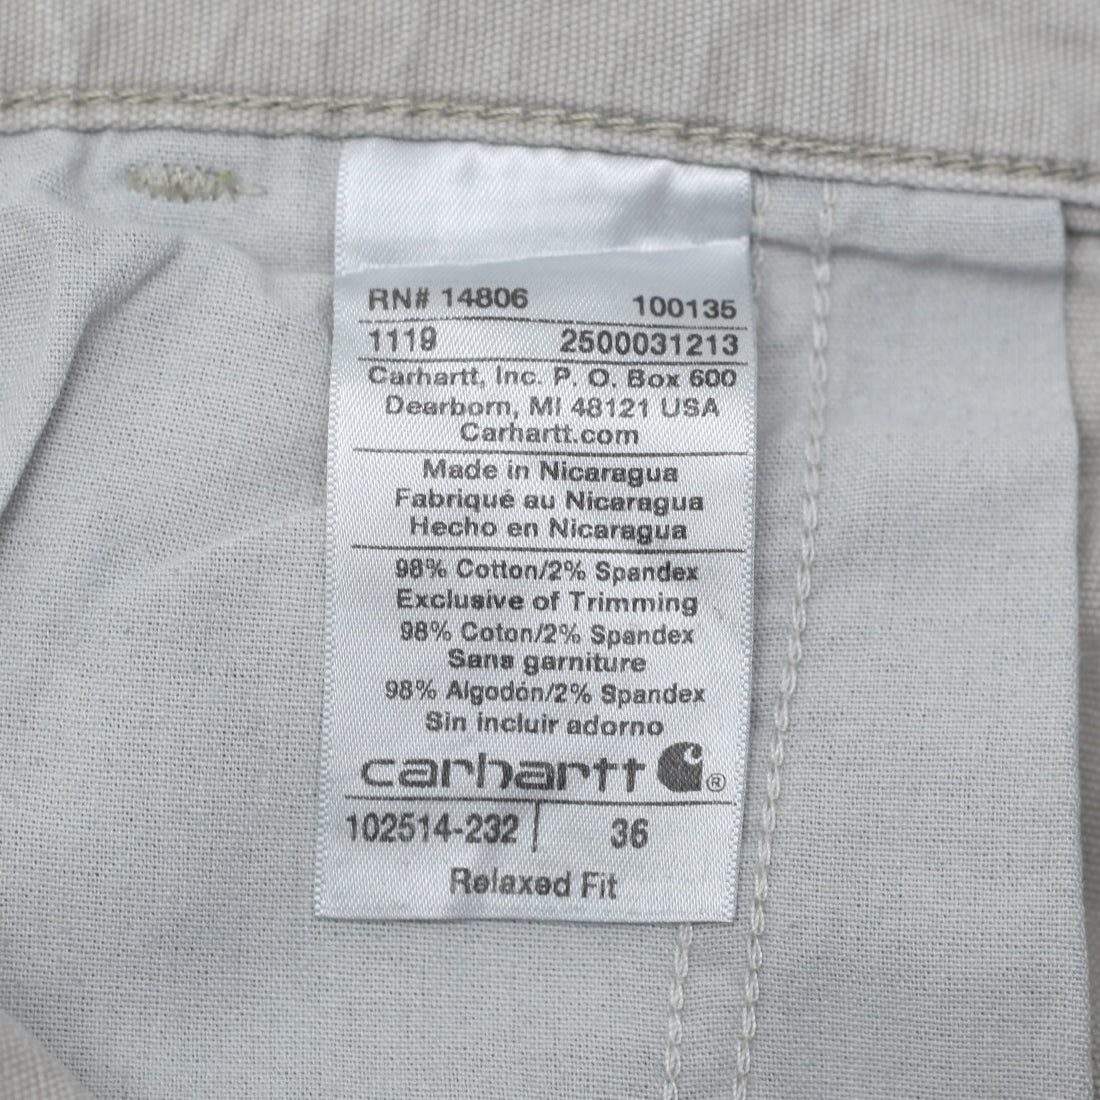 RN# 14806 100135
1119 2500031213
Carhartt, Inc. P. O. Box 600
Dearborn, MI 48121 USA
Carhartt.com
Made in Nicaragua
Fabriqué au Nicaragua
Hecho en Nicaragua
98% Cotton/2% Spandex
Exclusive of Trimming
98% Coton/2% Spandex
Sans garniture
98% Algodón/2% Spandex
Sin incluir adorno
carhartt ®
102514-232 | 36
Relaxed Fit